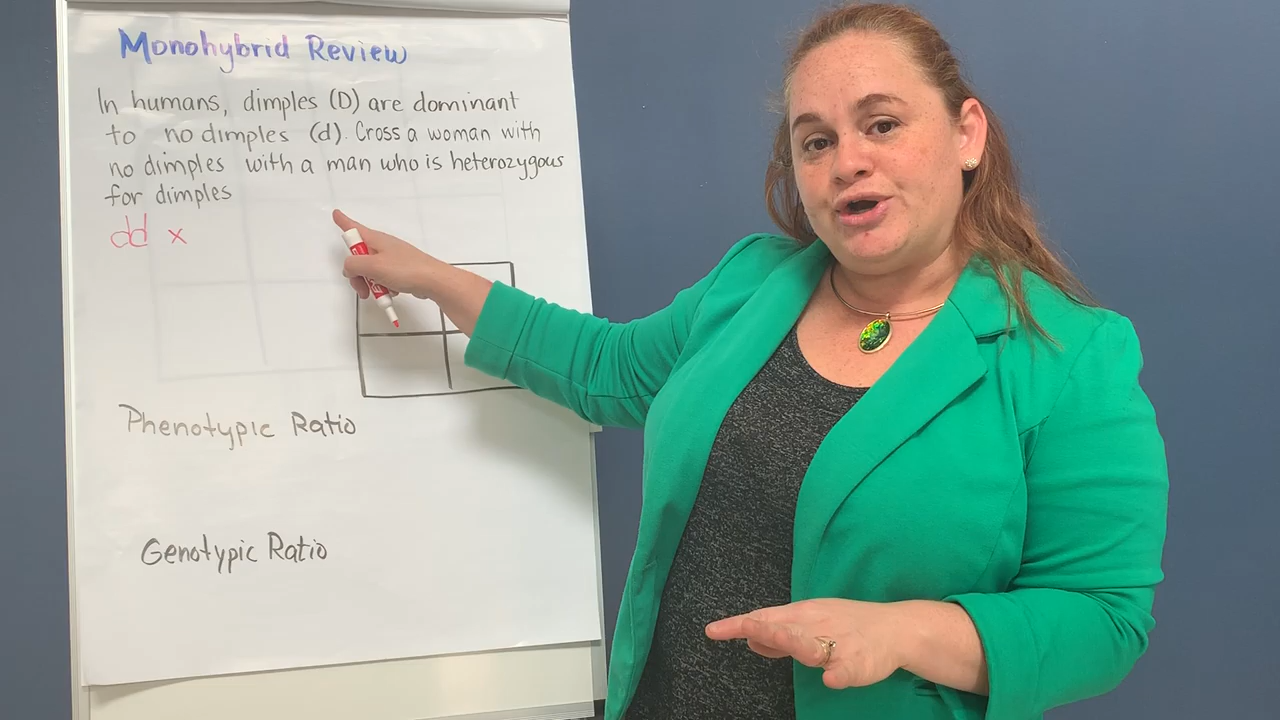 Monohybrid Review
In humans, dimples (D) are dominant
to no dimples (d). Cross a woman with
no dimples with a man who is heterozygous
for dimples
dd x
Phenotypic Ratio
Genotypic Ratio